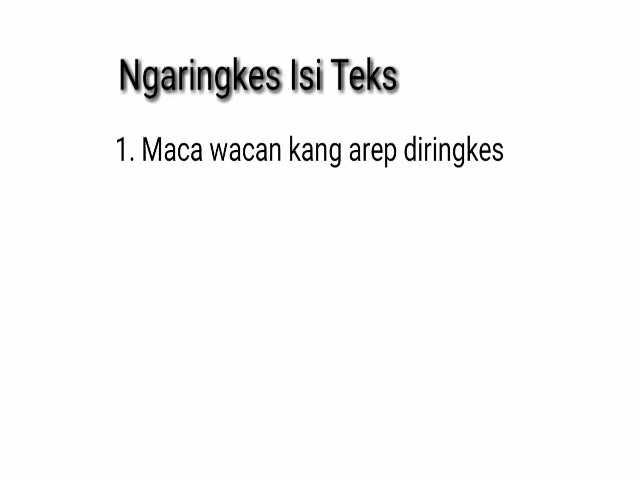 Ngaringkes Isi Teks
1. Maca wacan kang arep diringkes